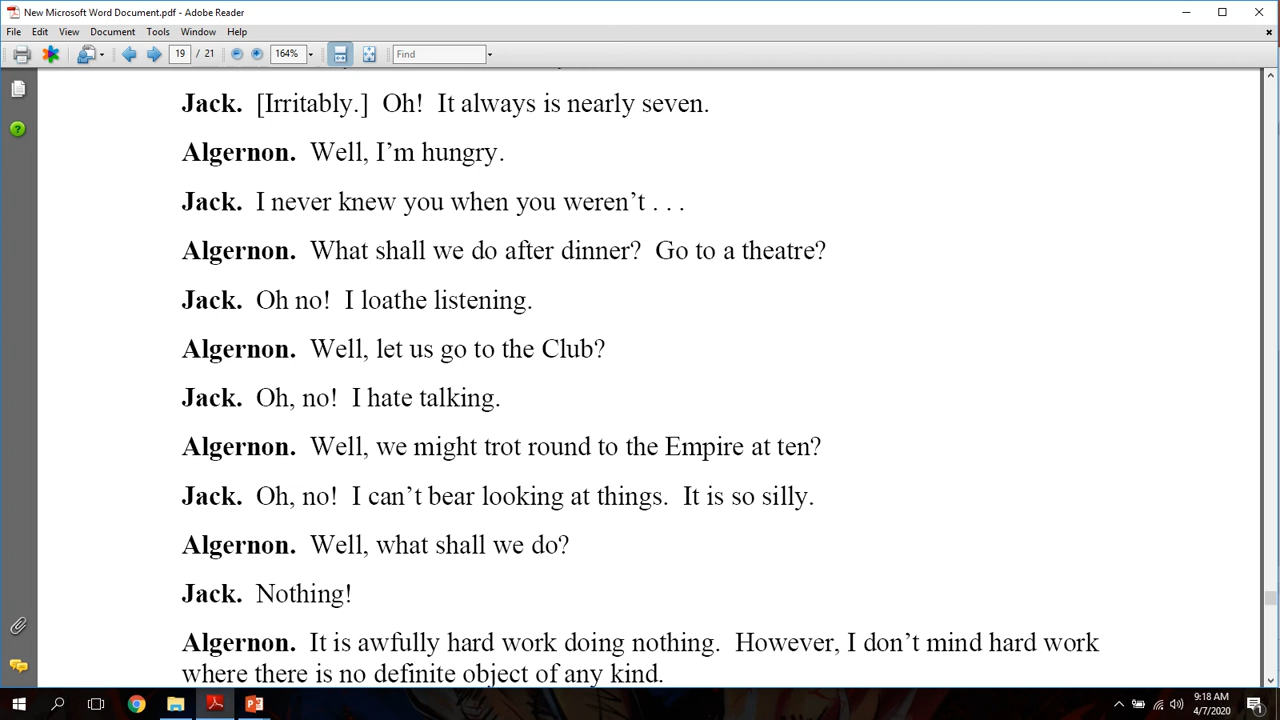 New Microsoft Word Document.pdf - Adobe Reader
File Edit View Document Tools Window Help
19 / 21 164% Find
Jack. [Irritably.] Oh! It always is nearly seven.
Algernon. Well, I’m hungry.
Jack. I never knew you when you weren’t . . .
Algernon. What shall we do after dinner? Go to a theatre?
Jack. Oh no! I loathe listening.
Algernon. Well, let us go to the Club?
Jack. Oh, no! I hate talking.
Algernon. Well, we might trot round to the Empire at ten?
Jack. Oh, no! I can’t bear looking at things. It is so silly.
Algernon. Well, what shall we do?
Jack. Nothing!
Algernon. It is awfully hard work doing nothing. However, I don’t mind hard work
where there is no definite object of any kind.
9:18 AM
4/7/2020